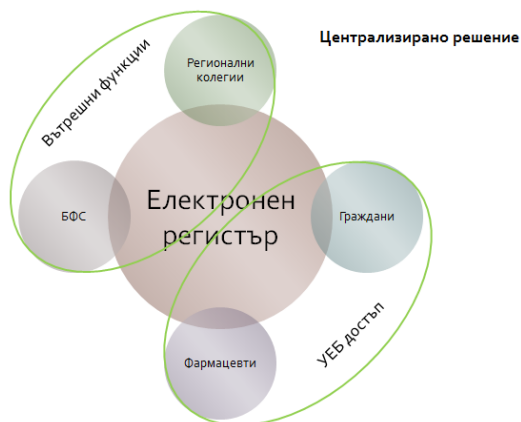 Централизирано решение
Вътрешни функции
Регионални
колегии
БФС
Електронен
регистър
Граждани
Фармацевти
УЕБ достъп